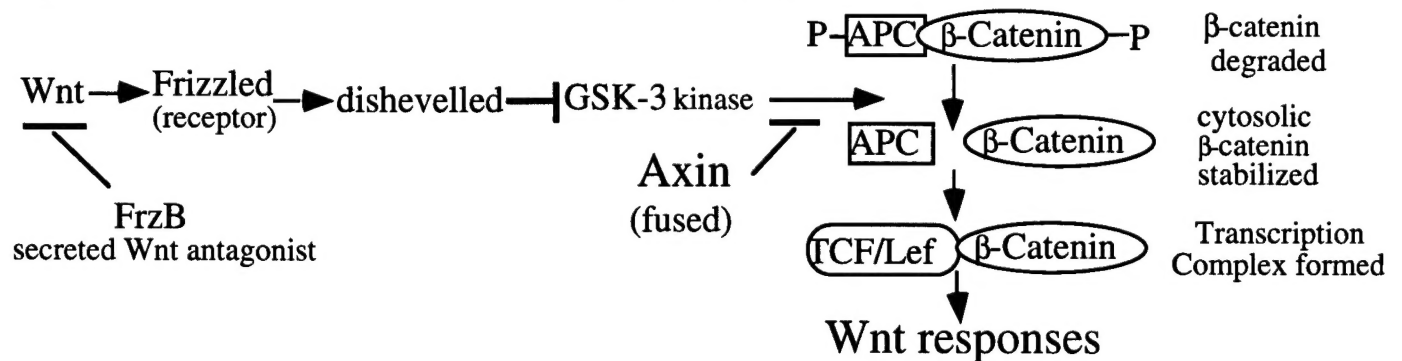 P-APC β-Catenin -P
β-catenin
degraded
Wnt
Frizzled
(receptor)
dishevelled
GSK-3 kinase
cytosolic
β-catenin
stabilized
APC
β-Catenin
Axin
(fused)
FrzB
secreted Wnt antagonist
TCF/Lef
β-Catenin
Transcription
Complex formed
Wnt responses